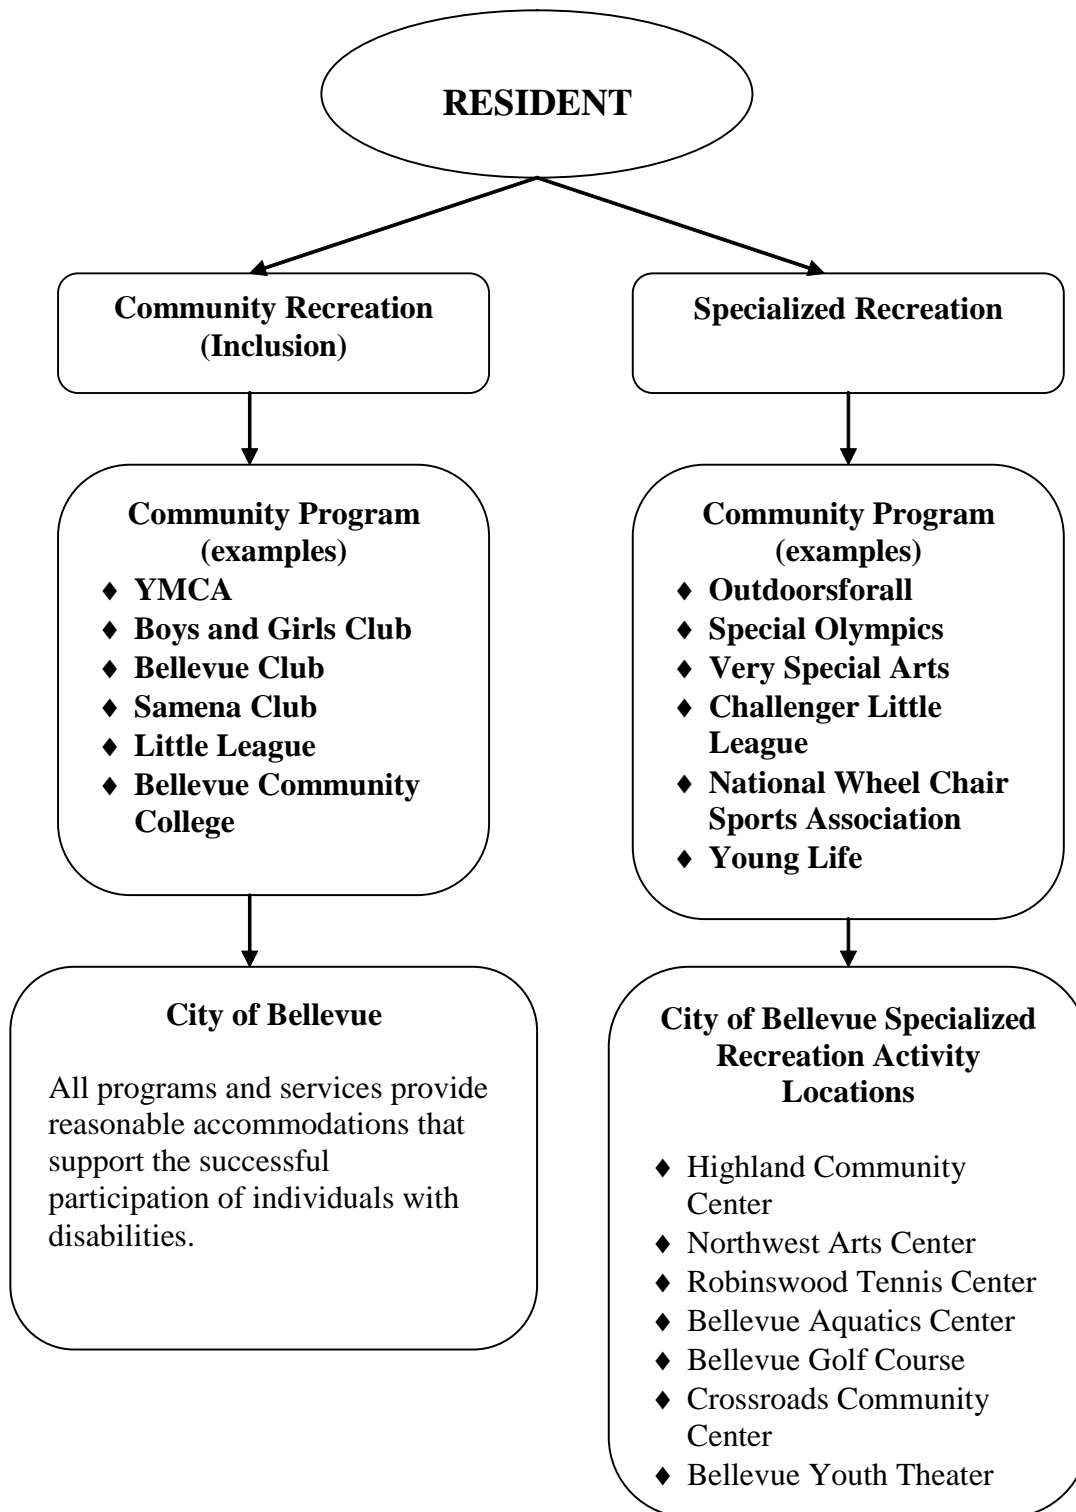 RESIDENT
Community Recreation
(Inclusion)
Specialized Recreation
Community Program
(examples)
♦ YMCA
♦ Boys and Girls Club
♦ Bellevue Club
♦ Samena Club
♦ Little League
♦ Bellevue Community
College
Community Program
(examples)
♦ Outdoorsforall
♦ Special Olympics
♦ Very Special Arts
♦ Challenger Little
League
♦ National Wheel Chair
Sports Association
♦ Young Life
City of Bellevue
All programs and services provide
reasonable accommodations that
support the successful
participation of individuals with
disabilities.
City of Bellevue Specialized
Recreation Activity
Locations
♦ Highland Community
Center
♦ Northwest Arts Center
♦ Robinswood Tennis Center
♦ Bellevue Aquatics Center
♦ Bellevue Golf Course
♦ Crossroads Community
Center
♦ Bellevue Youth Theater